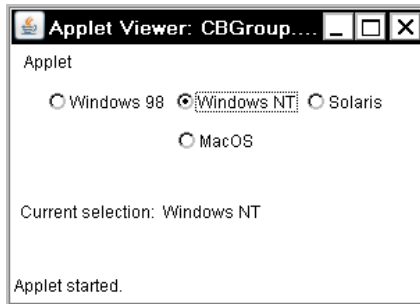 Applet Viewer: CBGroup....
Applet
Windows 98 Windows NT Solaris
MacOS
Current selection: Windows NT
Applet started.